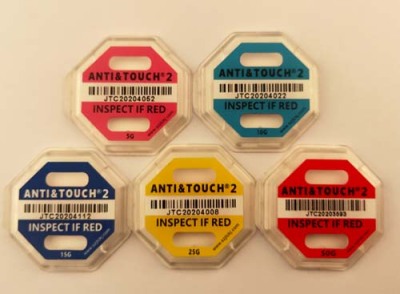 ANTI&TOUCH® 2
JTC20204052
INSPECT IF RED
5G
ANTI&TOUCH® 2
JTC20204022
INSPECT IF RED
10G
ANTI&TOUCH® 2
JTC20204112
INSPECT IF RED
15G
ANTI&TOUCH® 2
JTC20204008
INSPECT IF RED
25G
ANTI&TOUCH® 2
JTC20203593
INSPECT IF RED
50G